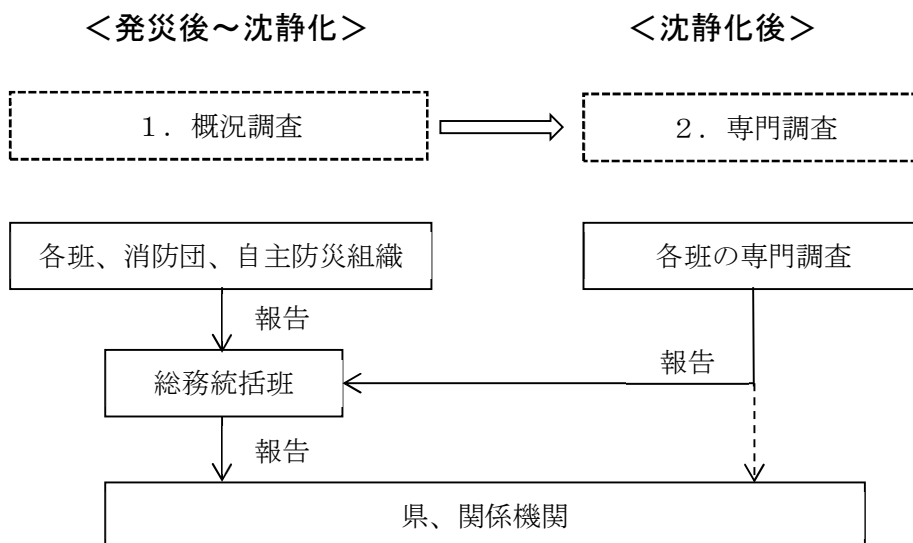 ＜発災後～沈静化＞
＜沈静化後＞
１．概況調査
２．専門調査
各班、消防団、自主防災組織
各班の専門調査
報告
報告
総務統括班
報告
県、関係機関